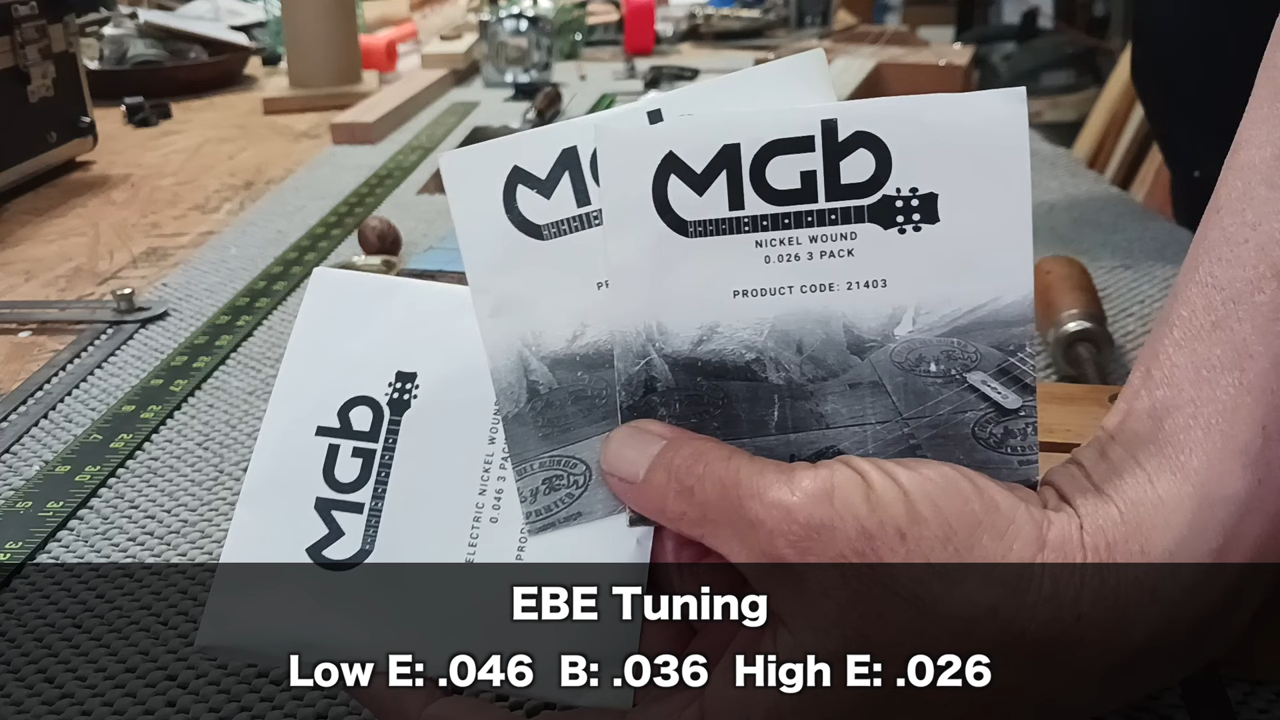 MGb
NICKEL WOUND
0.026 3 PACK
PRODUCT CODE: 21403
MGb
ELECTRIC NICKEL WOUND
0.046 3 PACK
EBE Tuning
Low E: .046 B: .036 High E: .026